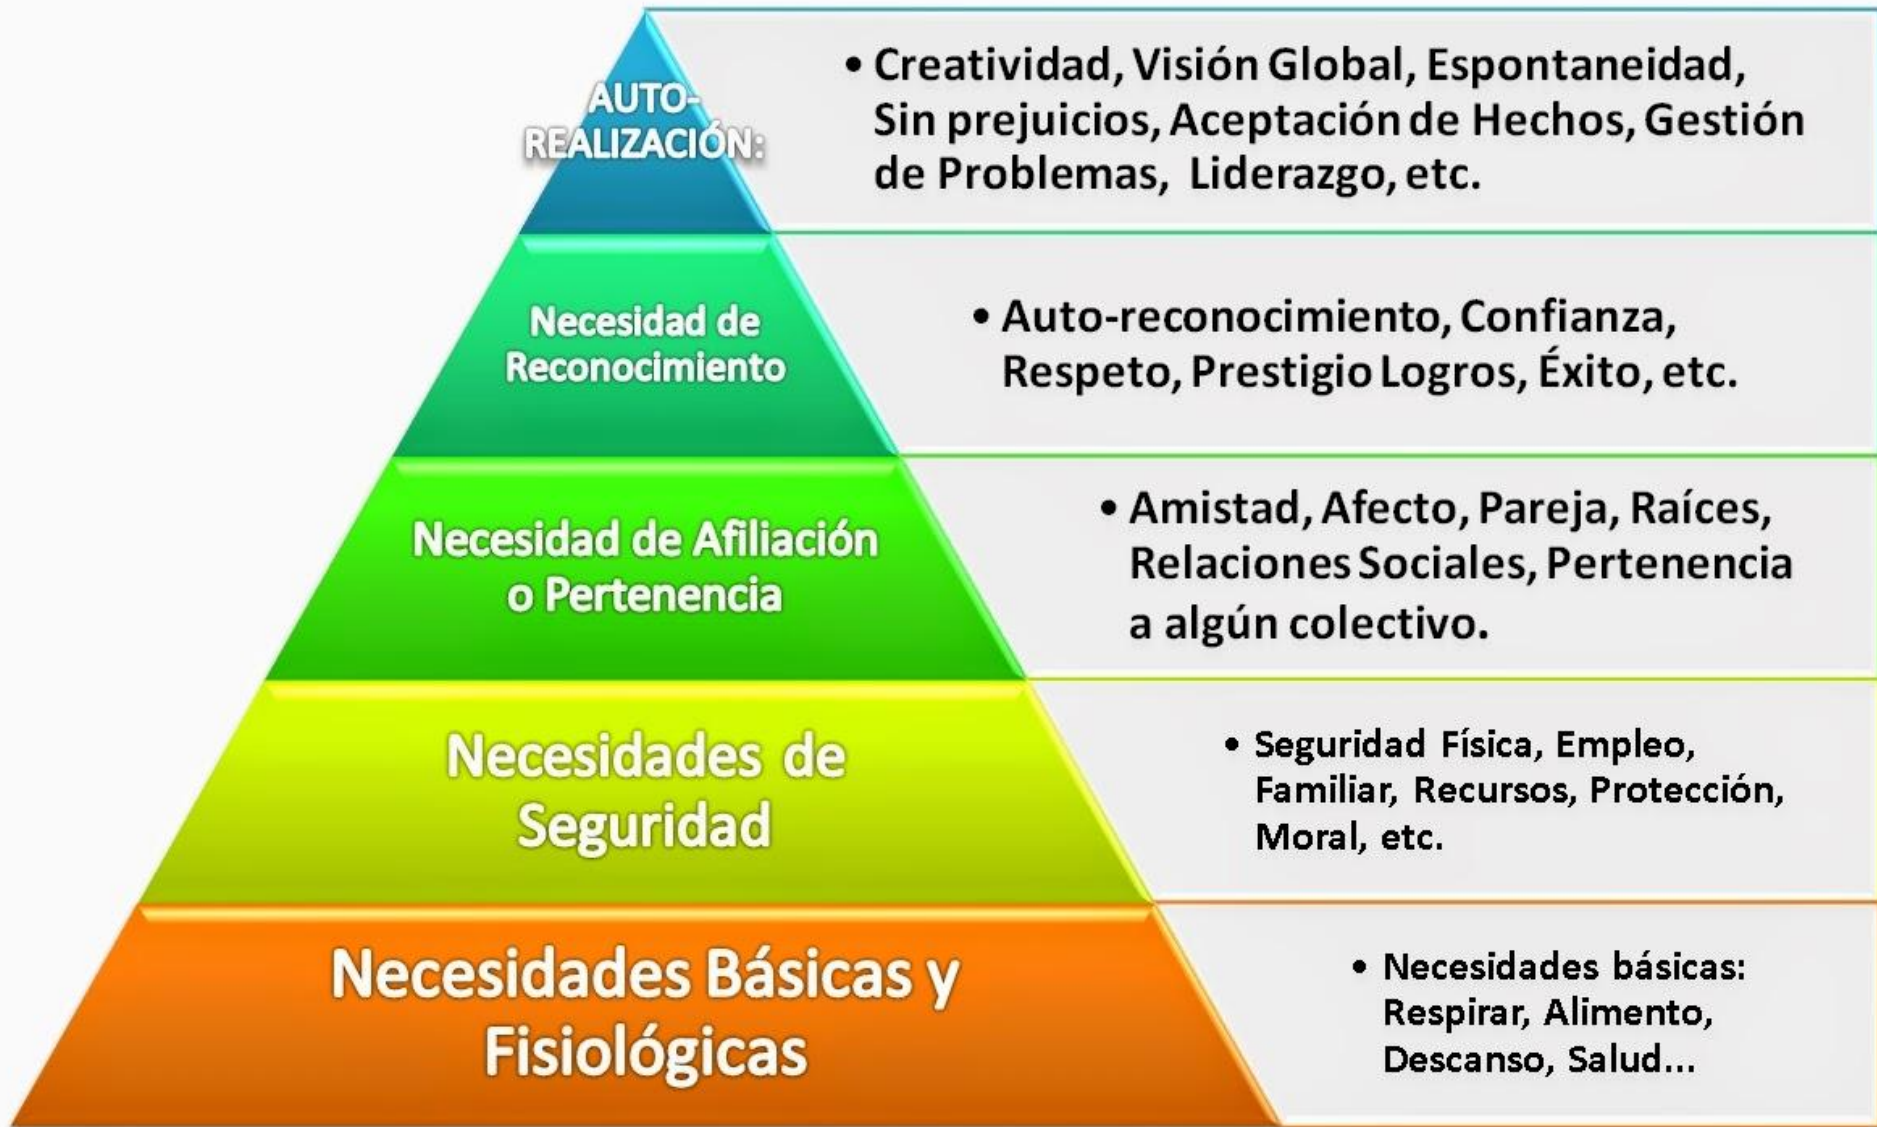 AUTO-
REALIZACIÓN:
• Creatividad, Visión Global, Espontaneidad,
Sin prejuicios, Aceptación de Hechos, Gestión
de Problemas, Liderazgo, etc.
Necesidad de
Reconocimiento
• Auto-reconocimiento, Confianza,
Respeto, Prestigio Logros, Éxito, etc.
Necesidad de Afiliación
o Pertenencia
• Amistad, Afecto, Pareja, Raíces,
Relaciones Sociales, Pertenencia
a algún colectivo.
Necesidades de
Seguridad
• Seguridad Física, Empleo,
Familiar, Recursos, Protección,
Moral, etc.
Necesidades Básicas y
Fisiológicas
• Necesidades básicas:
Respirar, Alimento,
Descanso, Salud...